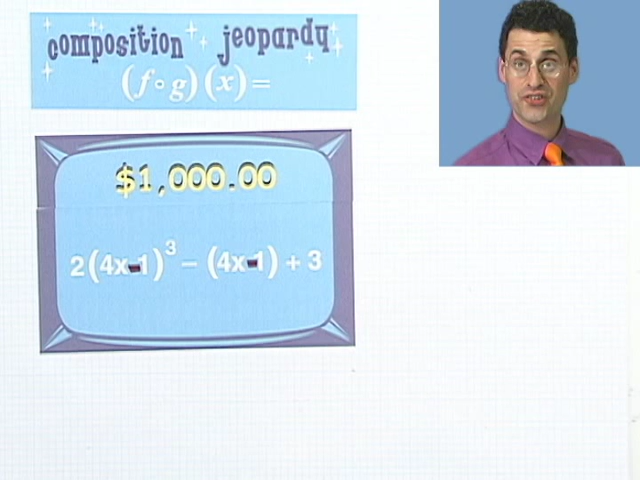 composition jeopardy
(f∘g)(x)=
$1,000.00
2(4x-1)³ – (4x-1) + 3